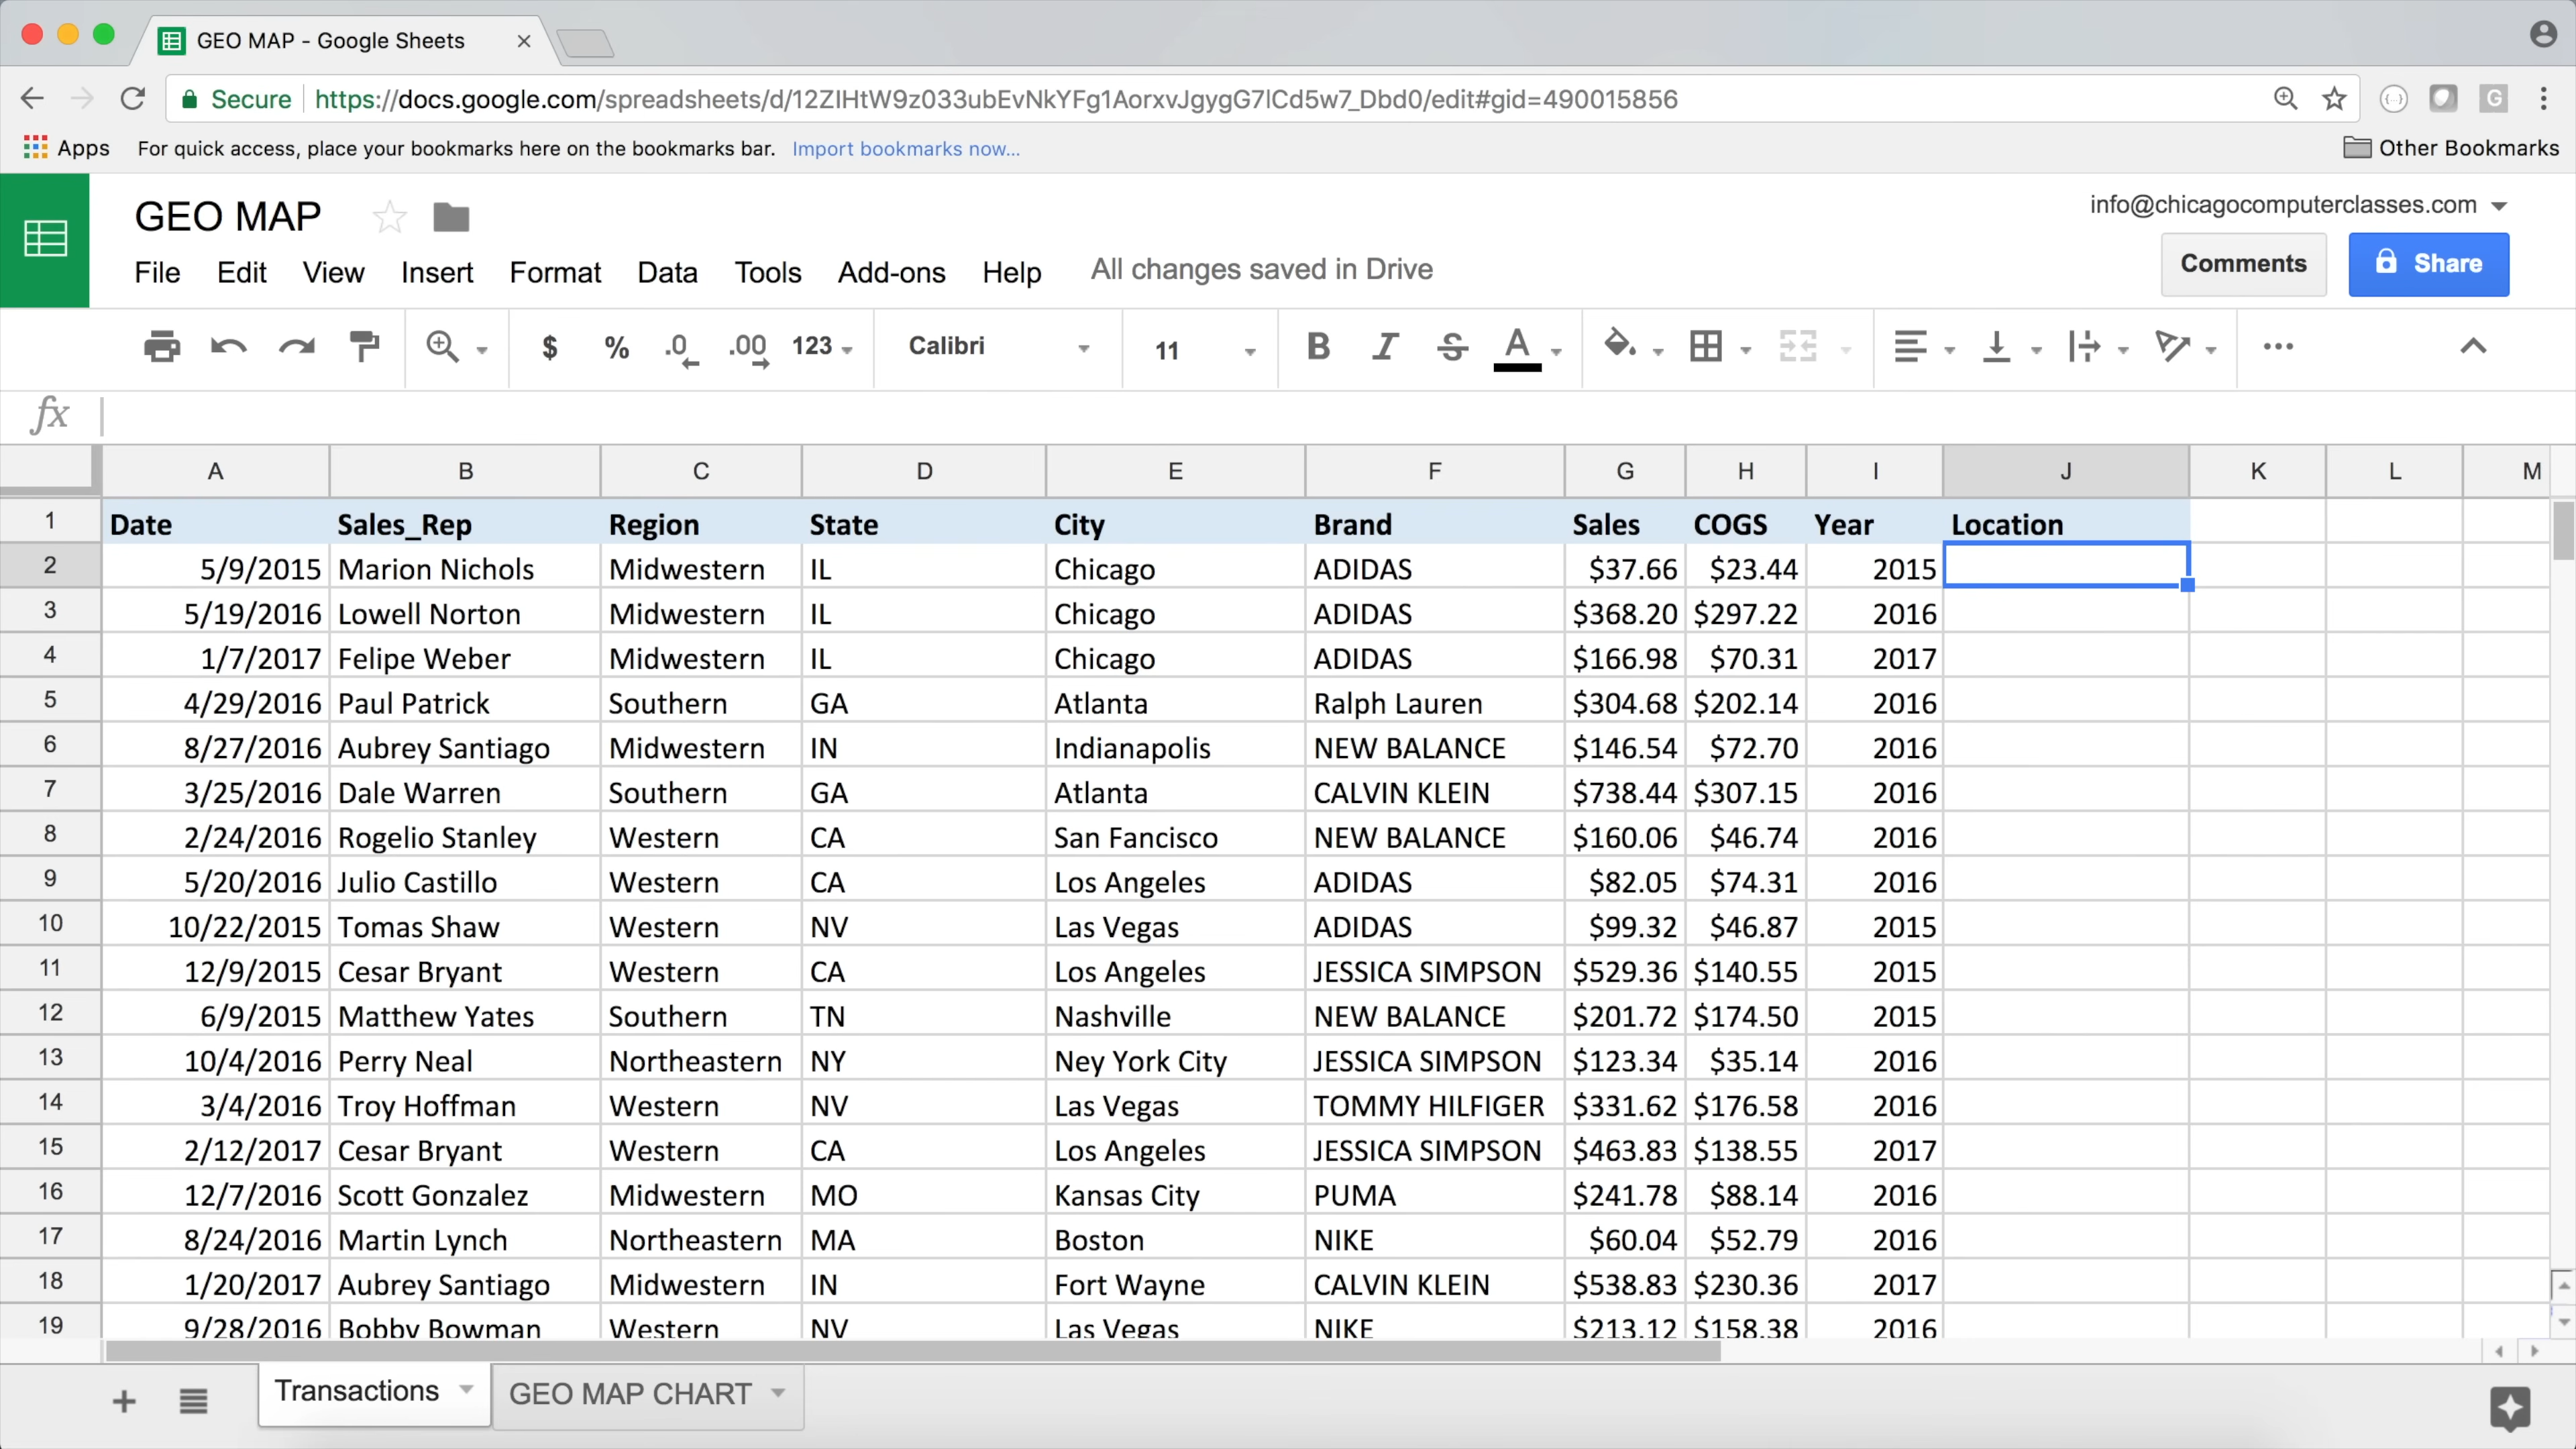 GEO MAP - Google Sheets
Secure https://docs.google.com/spreadsheets/d/12ZIHtW9z033ubEvNkYFg1AorxvJgygG7lCd5w7_Dbd0/edit#gid=490015856
Apps For quick access, place your bookmarks here on the bookmarks bar. Import bookmarks now... Other Bookmarks
GEO MAP info@chicagocomputerclasses.com
File Edit View Insert Format Data Tools Add-ons Help All changes saved in Drive Comments Share
$ % .0 .00 123 Calibri 11 B I S A
fx
A B C D E F G H I J K L M
1 Date Sales_Rep Region State City Brand Sales COGS Year Location
2 5/9/2015 Marion Nichols Midwestern IL Chicago ADIDAS $37.66 $23.44 2015
3 5/19/2016 Lowell Norton Midwestern IL Chicago ADIDAS $368.20 $297.22 2016
4 1/7/2017 Felipe Weber Midwestern IL Chicago ADIDAS $166.98 $70.31 2017
5 4/29/2016 Paul Patrick Southern GA Atlanta Ralph Lauren $304.68 $202.14 2016
6 8/27/2016 Aubrey Santiago Midwestern IN Indianapolis NEW BALANCE $146.54 $72.70 2016
7 3/25/2016 Dale Warren Southern GA Atlanta CALVIN KLEIN $738.44 $307.15 2016
8 2/24/2016 Rogelio Stanley Western CA San Fancisco NEW BALANCE $160.06 $46.74 2016
9 5/20/2016 Julio Castillo Western CA Los Angeles ADIDAS $82.05 $74.31 2016
10 10/22/2015 Tomas Shaw Western NV Las Vegas ADIDAS $99.32 $46.87 2015
11 12/9/2015 Cesar Bryant Western CA Los Angeles JESSICA SIMPSON $529.36 $140.55 2015
12 6/9/2015 Matthew Yates Southern TN Nashville NEW BALANCE $201.72 $174.50 2015
13 10/4/2016 Perry Neal Northeastern NY Ney York City JESSICA SIMPSON $123.34 $35.14 2016
14 3/4/2016 Troy Hoffman Western NV Las Vegas TOMMY HILFIGER $331.62 $176.58 2016
15 2/12/2017 Cesar Bryant Western CA Los Angeles JESSICA SIMPSON $463.83 $138.55 2017
16 12/7/2016 Scott Gonzalez Midwestern MO Kansas City PUMA $241.78 $88.14 2016
17 8/24/2016 Martin Lynch Northeastern MA Boston NIKE $60.04 $52.79 2016
18 1/20/2017 Aubrey Santiago Midwestern IN Fort Wayne CALVIN KLEIN $538.83 $230.36 2017
19 9/28/2016 Bobby Bowman Western NV Las Vegas NIKE $213.12 $158.38 2016
Transactions GEO MAP CHART